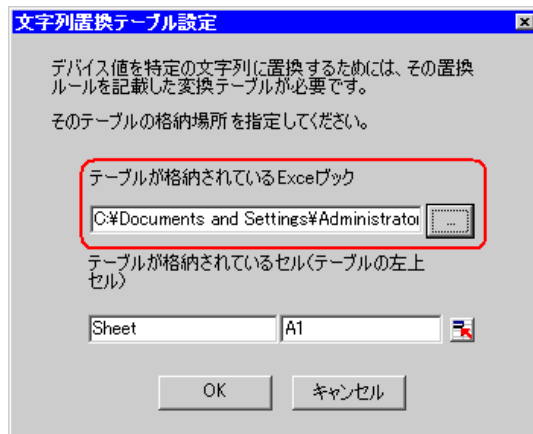 文字列置換テーブル設定
デバイス値を特定の文字列に置換するためには、その置換
ルールを記載した変換テーブルが必要です。
そのテーブルの格納場所を指定してください。
テーブルが格納されているExcelブック
C:¥Documents and Settings¥Administrator
...
テーブルが格納されているセル(テーブルの左上
セル)
Sheet A1
OK キャンセル